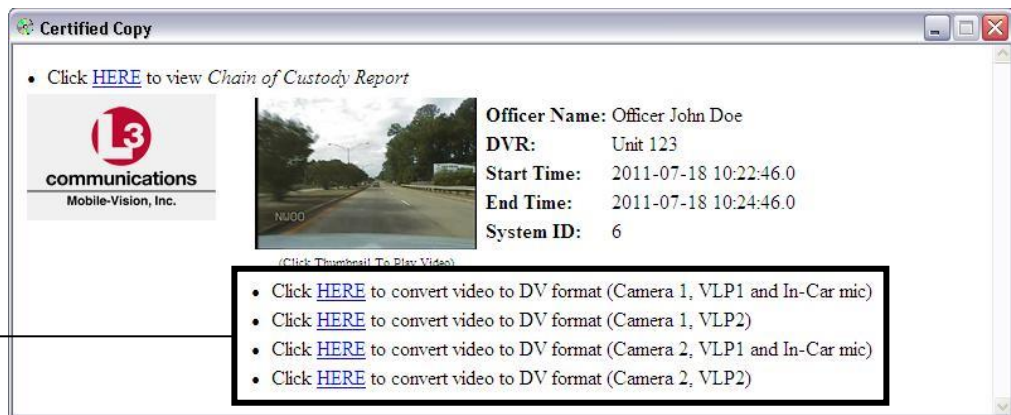 Certified Copy
Click HERE to view Chain of Custody Report
L3
communications
Mobile-Vision, Inc.
NWOO
(Click Thumbnail To Play Video)
Officer Name: Officer John Doe
DVR: Unit 123
Start Time: 2011-07-18 10:22:46.0
End Time: 2011-07-18 10:24:46.0
System ID: 6
Click HERE to convert video to DV format (Camera 1, VLP1 and In-Car mic)
Click HERE to convert video to DV format (Camera 1, VLP2)
Click HERE to convert video to DV format (Camera 2, VLP1 and In-Car mic)
Click HERE to convert video to DV format (Camera 2, VLP2)